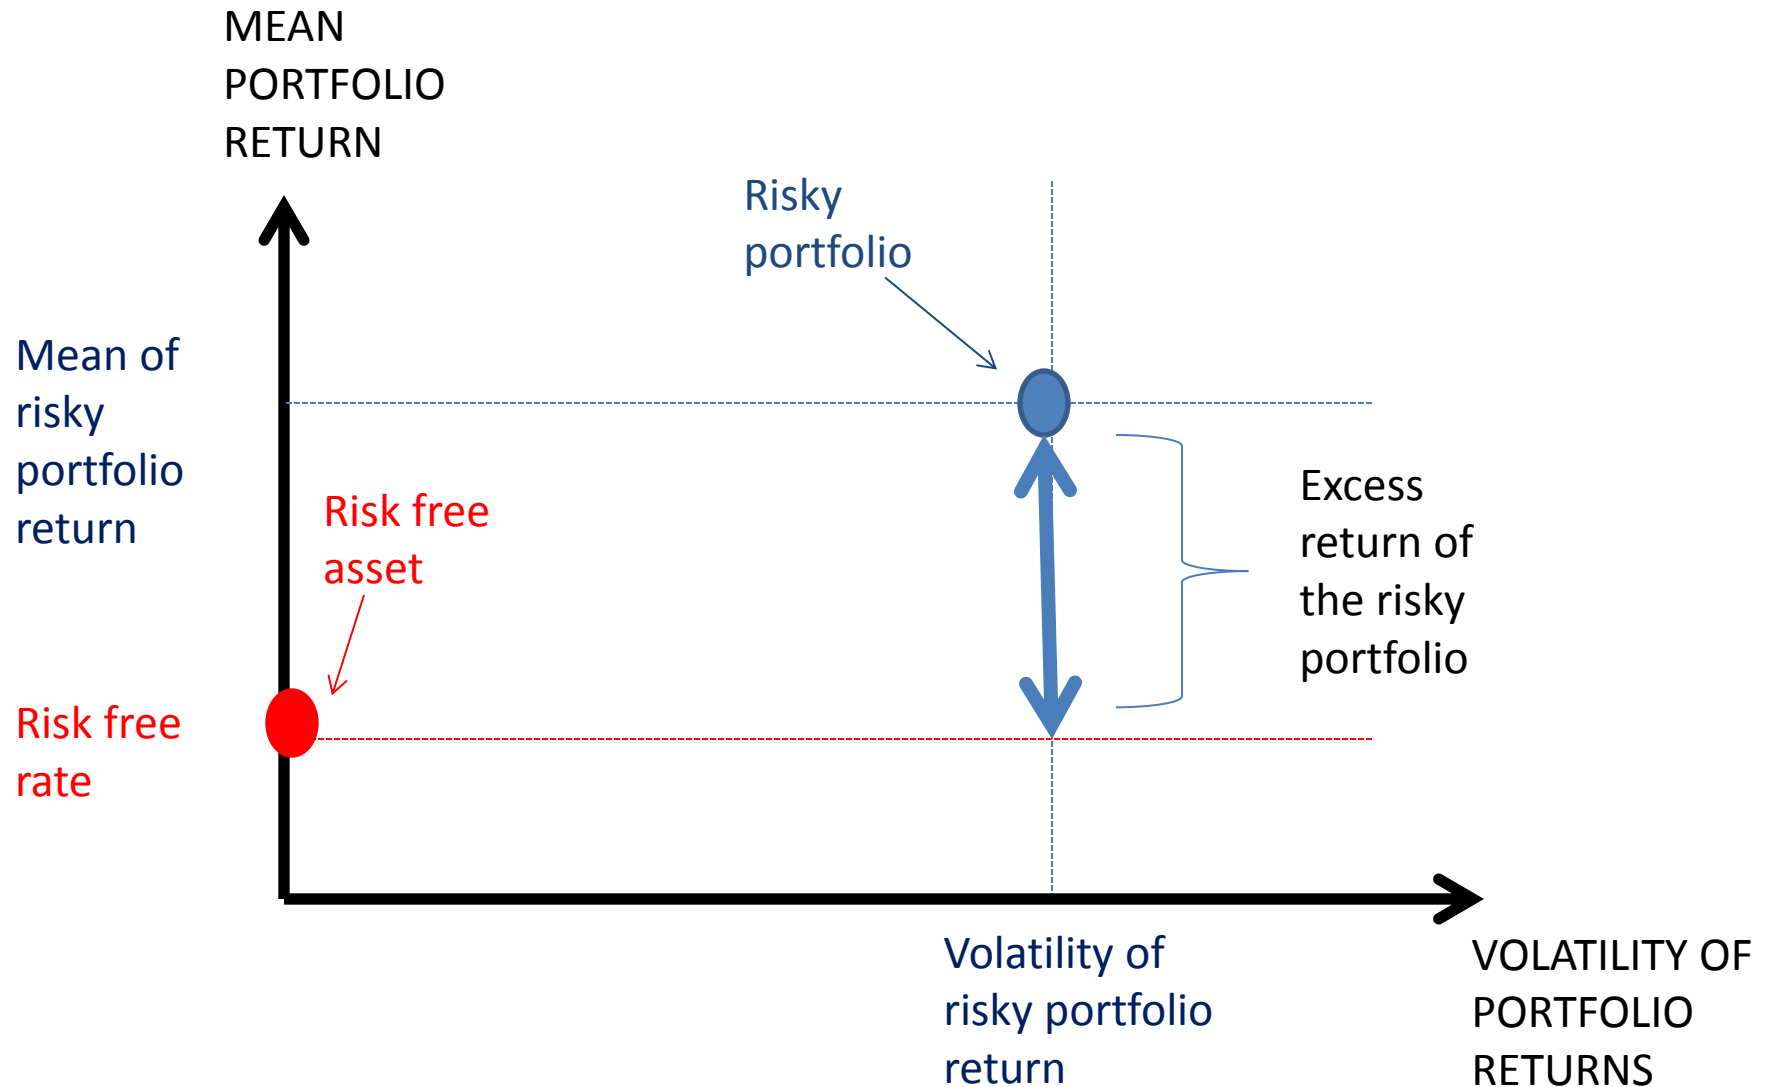 MEAN
PORTFOLIO
RETURN
Risky
portfolio
Mean of
risky
portfolio
return
Risk free
asset
Excess
return of
the risky
portfolio
Risk free
rate
Volatility of
risky portfolio
return
VOLATILITY OF
PORTFOLIO
RETURNS